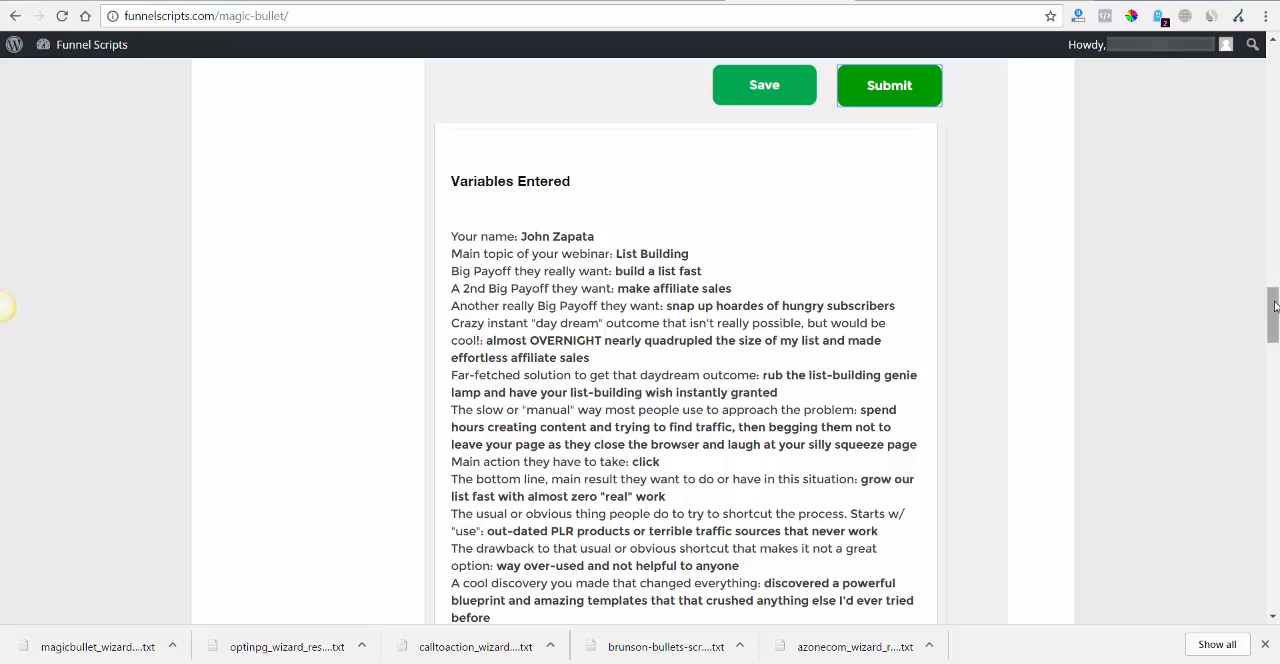 funnelscripts.com/magic-bullet/
2
Funnel Scripts
Howdy,
Save
Submit
Variables Entered
Your name: John Zapata
Main topic of your webinar: List Building
Big Payoff they really want: build a list fast
A 2nd Big Payoff they want: make affiliate sales
Another really Big Payoff they want: snap up hoardes of hungry subscribers
Crazy instant "day dream" outcome that isn't really possible, but would be
cool!: almost OVERNIGHT nearly quadrupled the size of my list and made
effortless affiliate sales
Far-fetched solution to get that daydream outcome: rub the list-building genie
lamp and have your list-building wish instantly granted
The slow or "manual" way most people use to approach the problem: spend
hours creating content and trying to find traffic, then begging them not to
leave your page as they close the browser and laugh at your silly squeeze page
Main action they have to take: click
The bottom line, main result they want to do or have in this situation: grow our
list fast with almost zero "real" work
The usual or obvious thing people do to try to shortcut the process. Starts w/
"use": out-dated PLR products or terrible traffic sources that never work
The drawback to that usual or obvious shortcut that makes it not a great
option: way over-used and not helpful to anyone
A cool discovery you made that changed everything: discovered a powerful
blueprint and amazing templates that that crushed anything else I'd ever tried
before
magicbullet_wizard....txt
optinpg_wizard_res....txt
calltoaction_wizard....txt
brunson-bullets-scr....txt
azonecom_wizard_r....txt
Show all